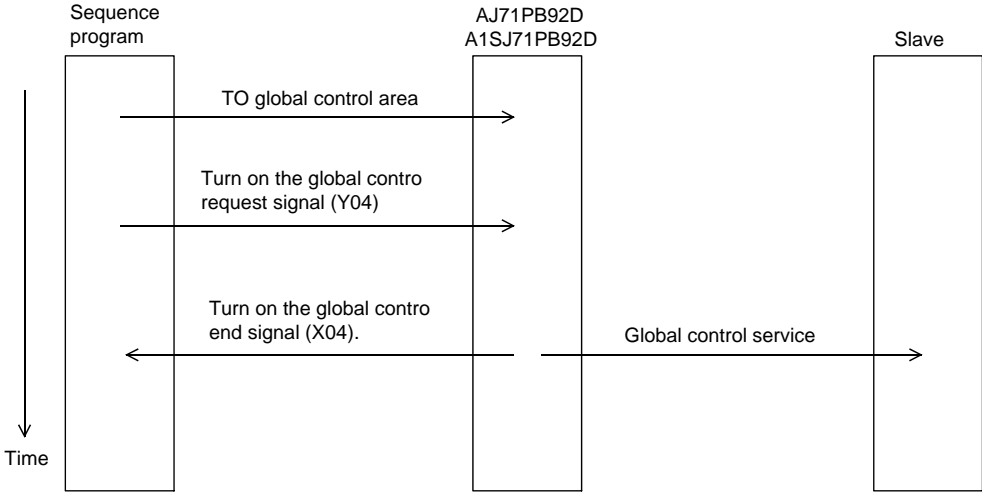 Sequence
program
AJ71PB92D
A1SJ71PB92D
Slave
TO global control area
Turn on the global contro
request signal (Y04)
Turn on the global contro
end signal (X04).
Global control service
Time